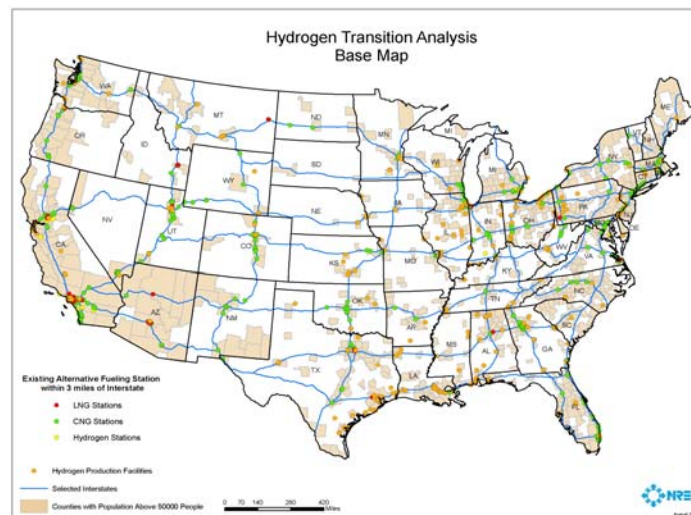 Hydrogen Transition Analysis
Base Map
WA
MT
ND
MN
MI
ME
VT
NH
OR
ID
SD
WI
MI
NY
MA
WY
IA
PA
NV
NE
IN
OH
NJ
DE
UT
CO
WV
VA
CA
KS
MO
KY
NC
TN
AZ
NM
OK
AR
SC
MS
AL
GA
TX
LA
FL
Existing Alternative Fueling Station
within 3 miles of Interstate
LNG Stations
CNG Stations
Hydrogen Stations
Hydrogen Production Facilities
Selected Interstates
Counties with Population Above 50000 People
0 70 140 280 420
Miles
NRE